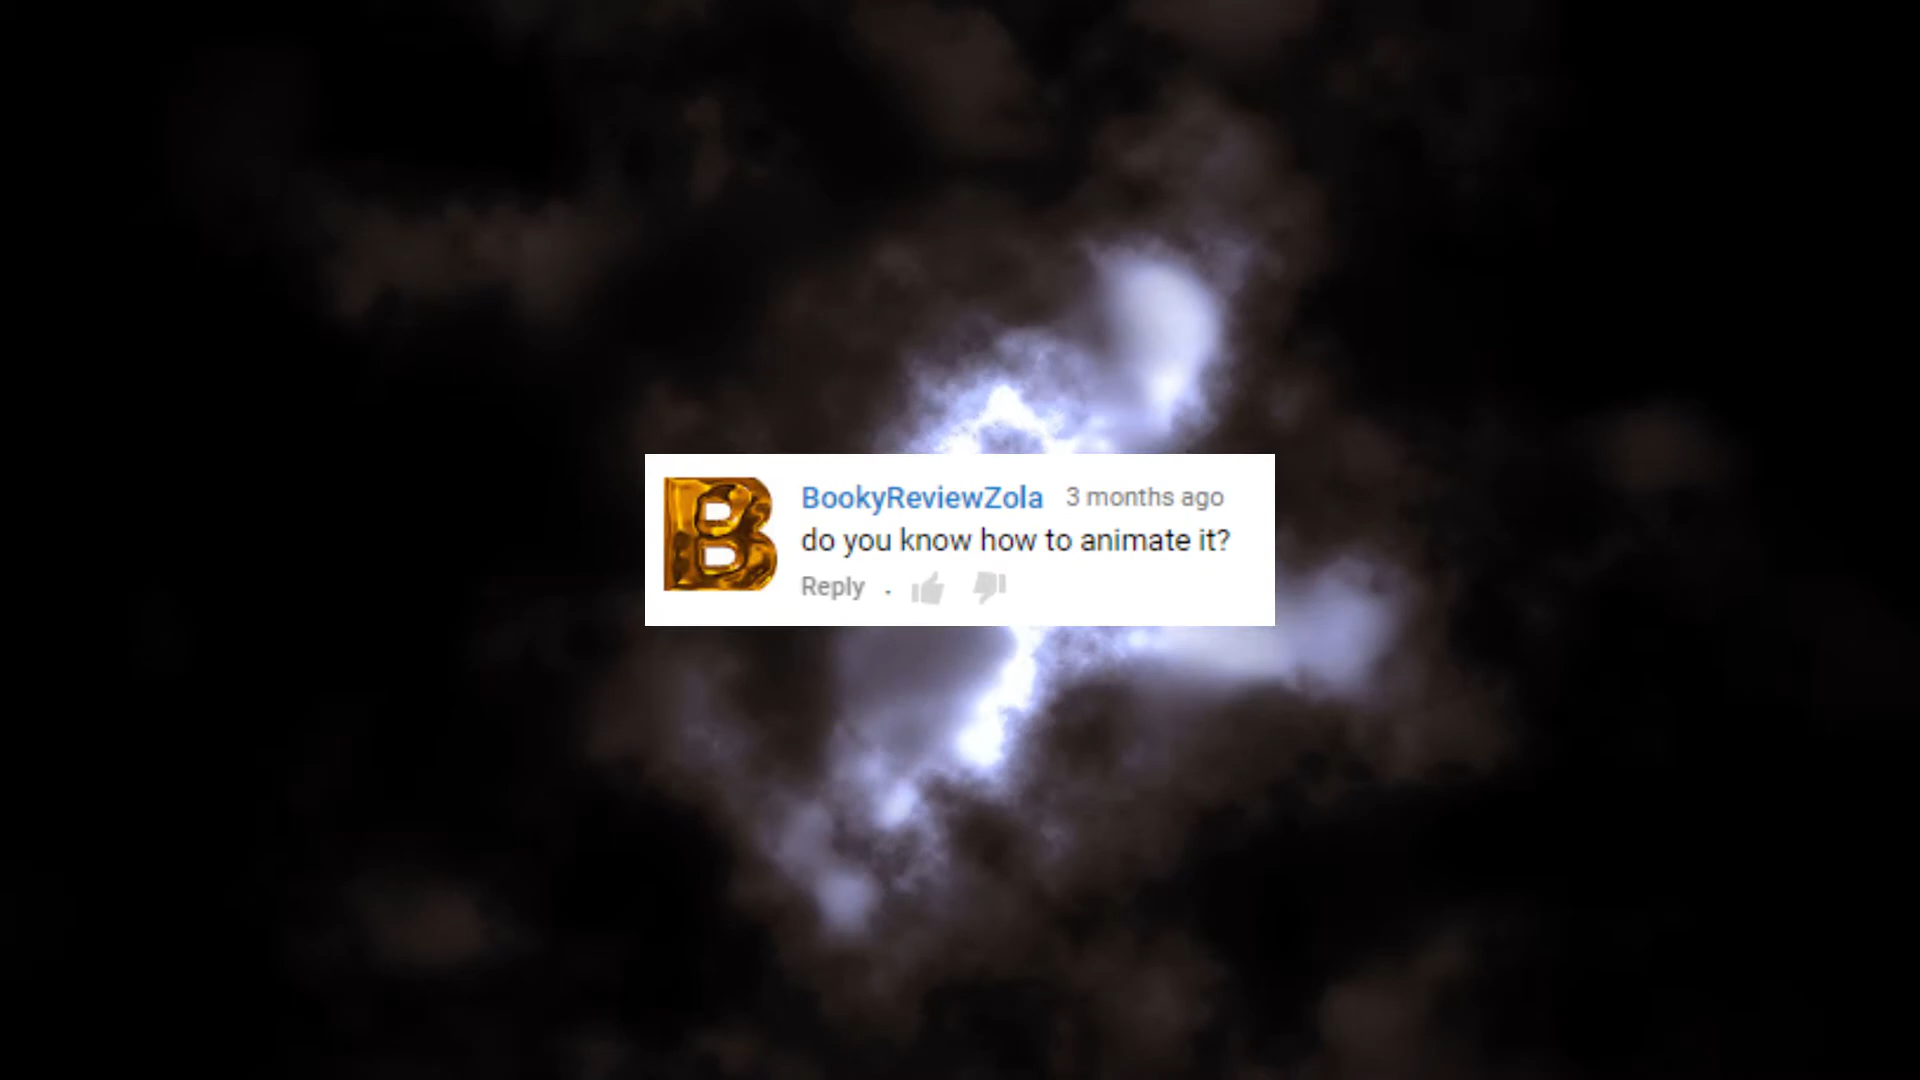 B
BookyReviewZola 3 months ago
do you know how to animate it?
Reply .